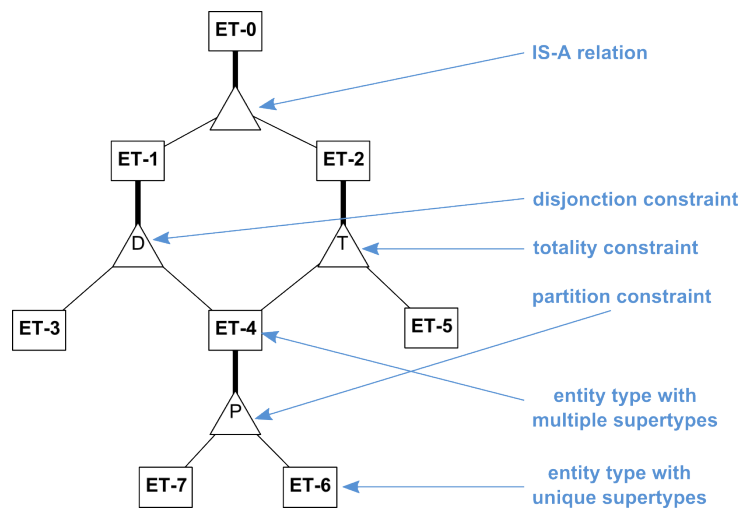 ET-0
IS-A relation
ET-1
ET-2
disjonction constraint
D
T
totality constraint
partition constraint
ET-3
ET-4
ET-5
entity type with
multiple supertypes
P
ET-7
ET-6
entity type with
unique supertypes